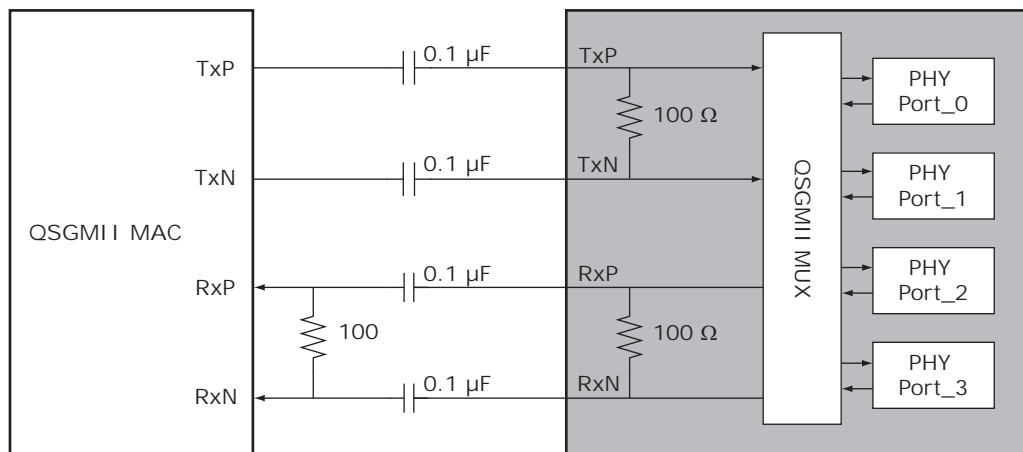 0.1 µF
TxP
TxP
100 Ω
0.1 µF
TxN
TxN
QSGMII MAC
0.1 µF
RxP
RxP
100
100 Ω
0.1 µF
RxN
RxN
QSGMII MUX
PHY
Port_0
PHY
Port_1
PHY
Port_2
PHY
Port_3